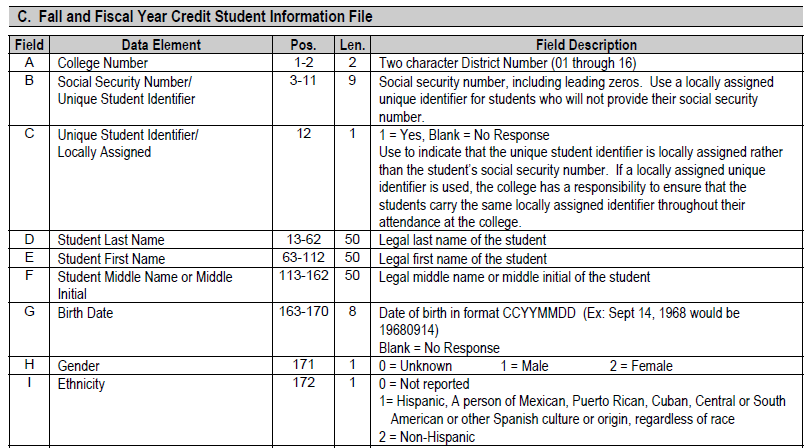 C. Fall and Fiscal Year Credit Student Information File
Field Data Element Pos. Len. Field Description
A College Number 1-2 2 Two character District Number (01 through 16)
B Social Security Number/ 3-11 9 Social security number, including leading zeros. Use a locally assigned
Unique Student Identifier unique identifier for students who will not provide their social security
number.
C Unique Student Identifier/ 12 1 1 = Yes, Blank = No Response
Locally Assigned Use to indicate that the unique student identifier is locally assigned rather
than the student's social security number. If a locally assigned unique
identifier is used, the college has a responsibility to ensure that the
students carry the same locally assigned identifier throughout their
attendance at the college.
D Student Last Name 13-62 50 Legal last name of the student
E Student First Name 63-112 50 Legal first name of the student
F Student Middle Name or Middle 113-162 50 Legal middle name or middle initial of the student
Initial
G Birth Date 163-170 8 Date of birth in format CCYYMMDD (Ex: Sept 14, 1968 would be
19680914)
Blank = No Response
H Gender 171 1 0 = Unknown 1 = Male 2 = Female
I Ethnicity 172 1 0 = Not reported
1= Hispanic, A person of Mexican, Puerto Rican, Cuban, Central or South
American or other Spanish culture or origin, regardless of race
2 = Non-Hispanic